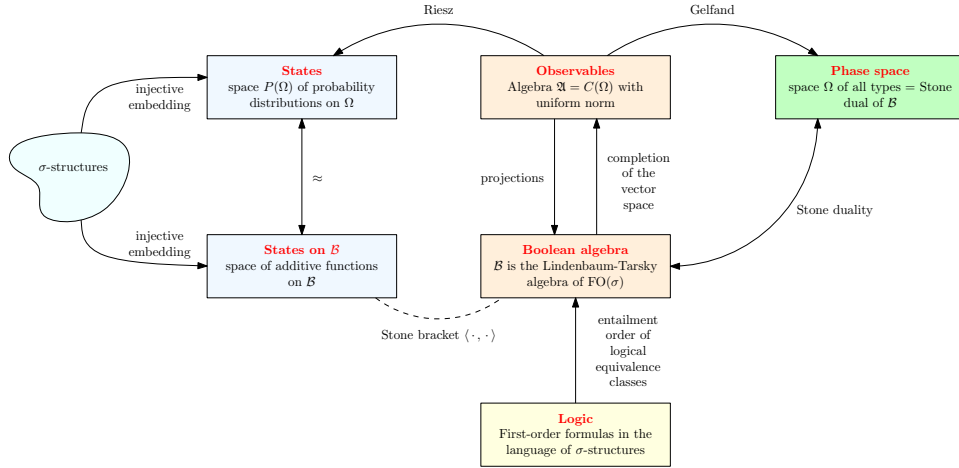 Riesz
Gelfand
States
space P(Ω) of probability
distributions on Ω
Observables
Algebra 𝔄 = C(Ω) with
uniform norm
Phase space
space Ω of all types = Stone
dual of ℬ
injective
embedding
σ-structures
≈
projections
completion
of the
vector
space
Stone duality
injective
embedding
States on ℬ
space of additive functions
on ℬ
Boolean algebra
ℬ is the Lindenbaum-Tarsky
algebra of FO(σ)
Stone bracket ⟨ · , · ⟩
entailment
order of
logical
equivalence
classes
Logic
First-order formulas in the
language of σ-structures